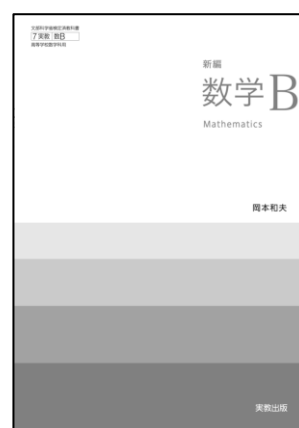 文部科学省検定済教科書
7 実教 数B
高等学校数学科用
新編
数学B
Mathematics
岡本和夫
実教出版